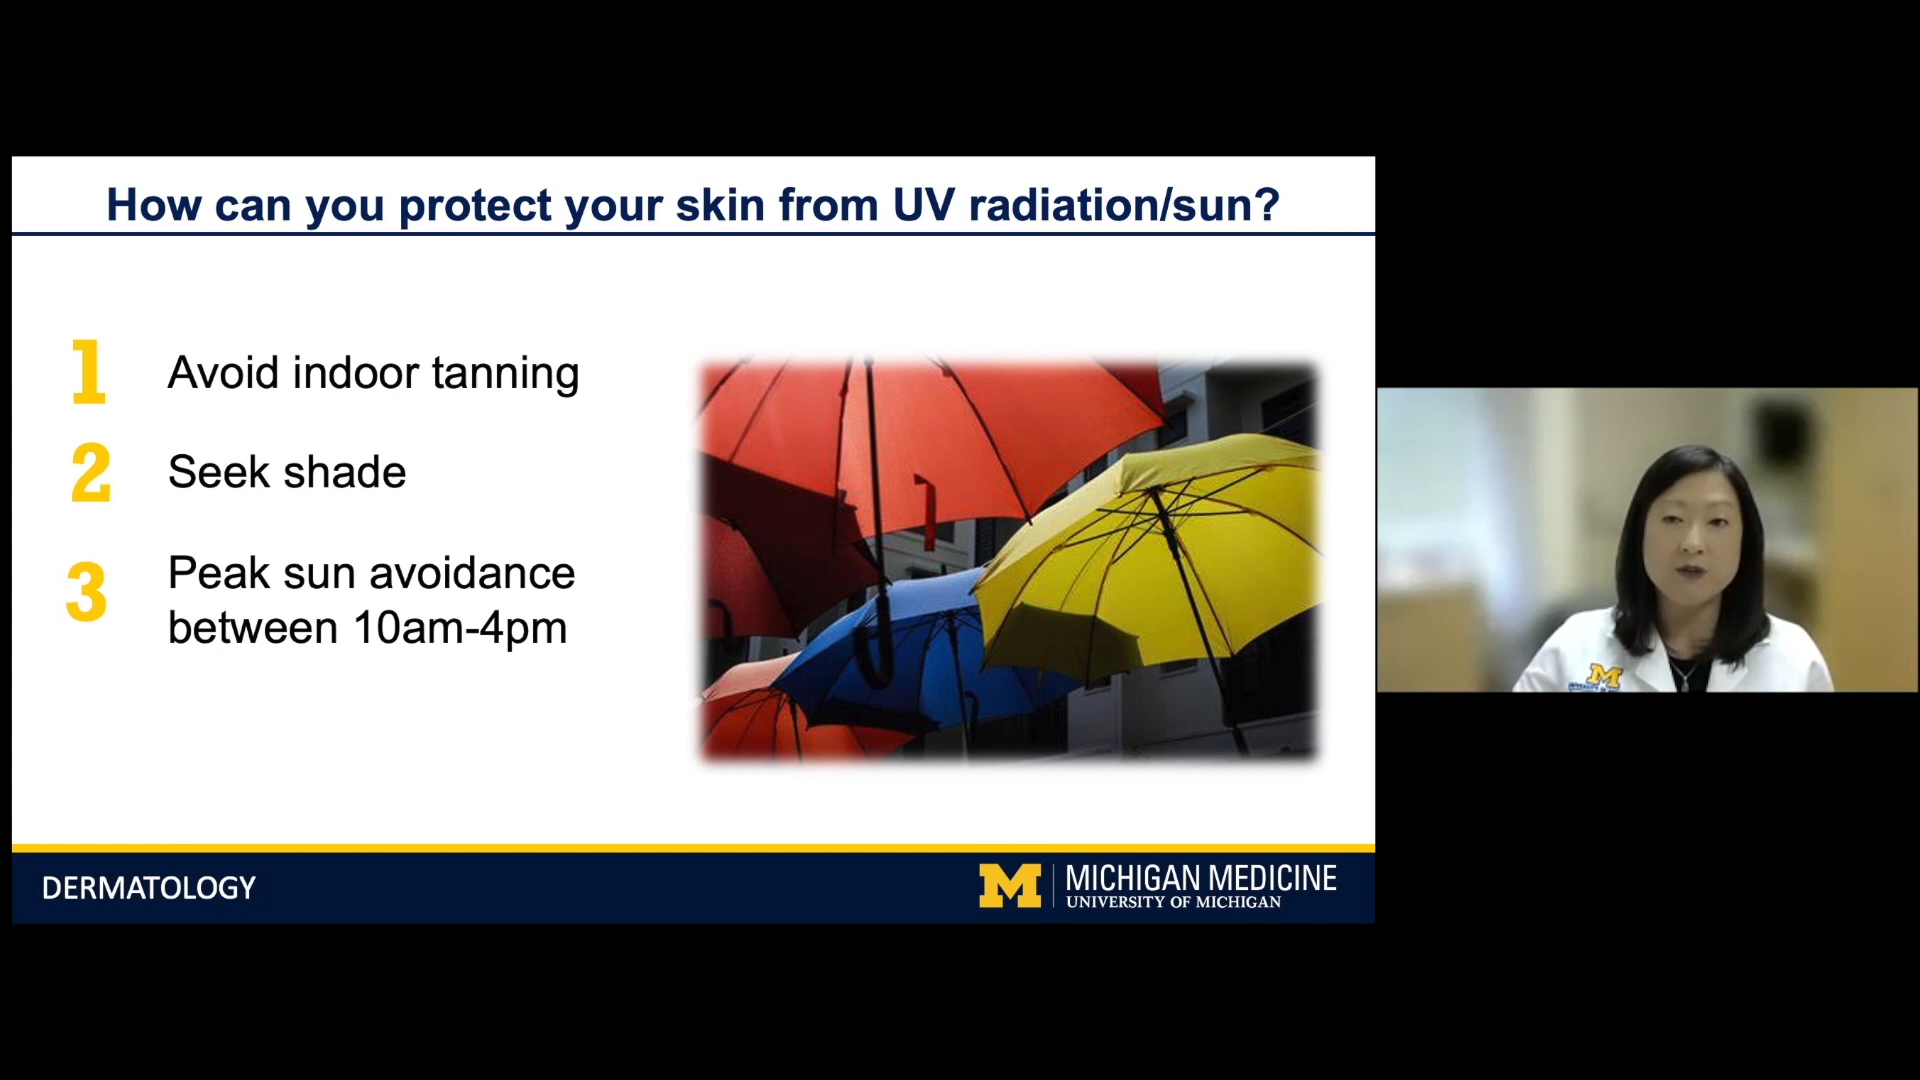 How can you protect your skin from UV radiation/sun?
1 Avoid indoor tanning
2 Seek shade
3 Peak sun avoidance
between 10am-4pm
DERMATOLOGY
M MICHIGAN MEDICINE
UNIVERSITY OF MICHIGAN
M